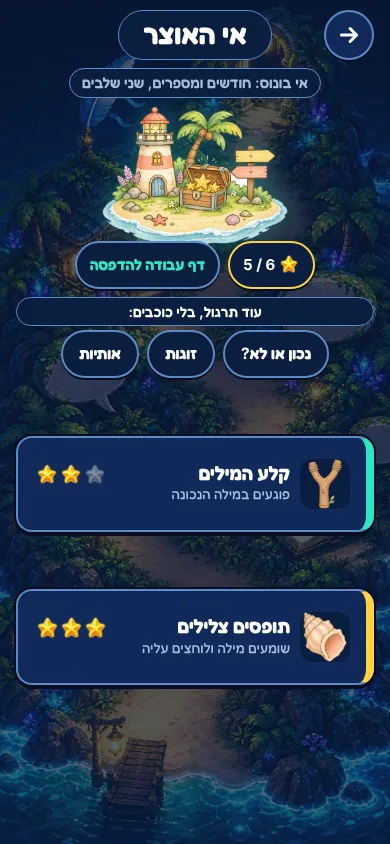 אי האוצר
אי בונוס: חודשים ומספרים, שני שלבים
5 / 6
דף עבודה להדפסה
עוד תרגול, בלי כוכבים:
נכון או לא?
זוגות
אותיות
קלע המילים
פוגעים במילה הנכונה
תופסים צלילים
שומעים מילה ולוחצים עליה